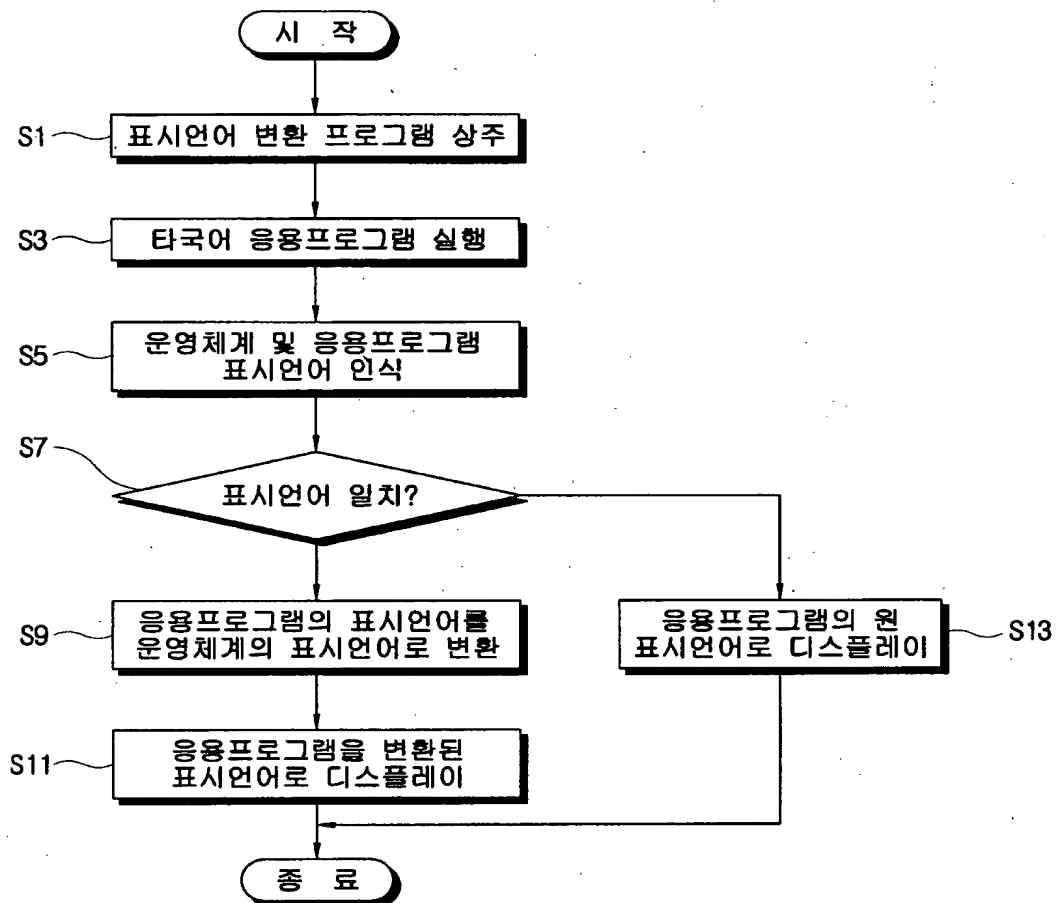 시 작
S1
표시언어 변환 프로그램 상주
S3
타국어 응용프로그램 실행
S5
운영체계 및 응용프로그램
표시언어 인식
S7
표시언어 일치?
S9
응용프로그램의 표시언어를
운영체계의 표시언어로 변환
응용프로그램의 원
표시언어로 디스플레이
S13
S11
응용프로그램을 변환된
표시언어로 디스플레이
종 료